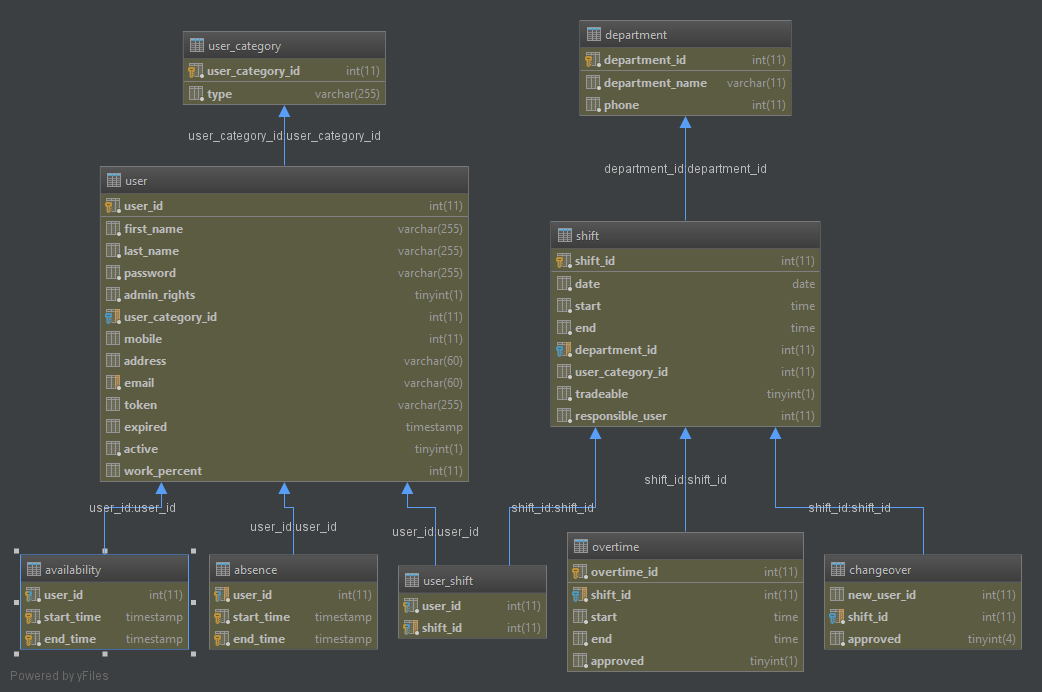 user_category
user_category_id int(11)
type varchar(255)
department
department_id int(11)
department_name varchar(11)
phone int(11)
user_category_id:user_category_id
department_id:department_id
user
user_id int(11)
first_name varchar(255)
last_name varchar(255)
password varchar(255)
admin_rights tinyint(1)
user_category_id int(11)
mobile int(11)
address varchar(60)
email varchar(60)
token varchar(255)
expired timestamp
active tinyint(1)
work_percent int(11)
shift
shift_id int(11)
date date
start time
end time
department_id int(11)
user_category_id int(11)
tradeable tinyint(1)
responsible_user int(11)
user_id:user_id
user_id:user_id
user_id:user_id
shift_id:shift_id
shift_id:shift_id
shift_id:shift_id
availability
user_id int(11)
start_time timestamp
end_time timestamp
absence
user_id int(11)
start_time timestamp
end_time timestamp
user_shift
user_id int(11)
shift_id int(11)
overtime
overtime_id int(11)
shift_id int(11)
start time
end time
approved tinyint(1)
changeover
new_user_id int(11)
shift_id int(11)
approved tinyint(4)
Powered by yFiles